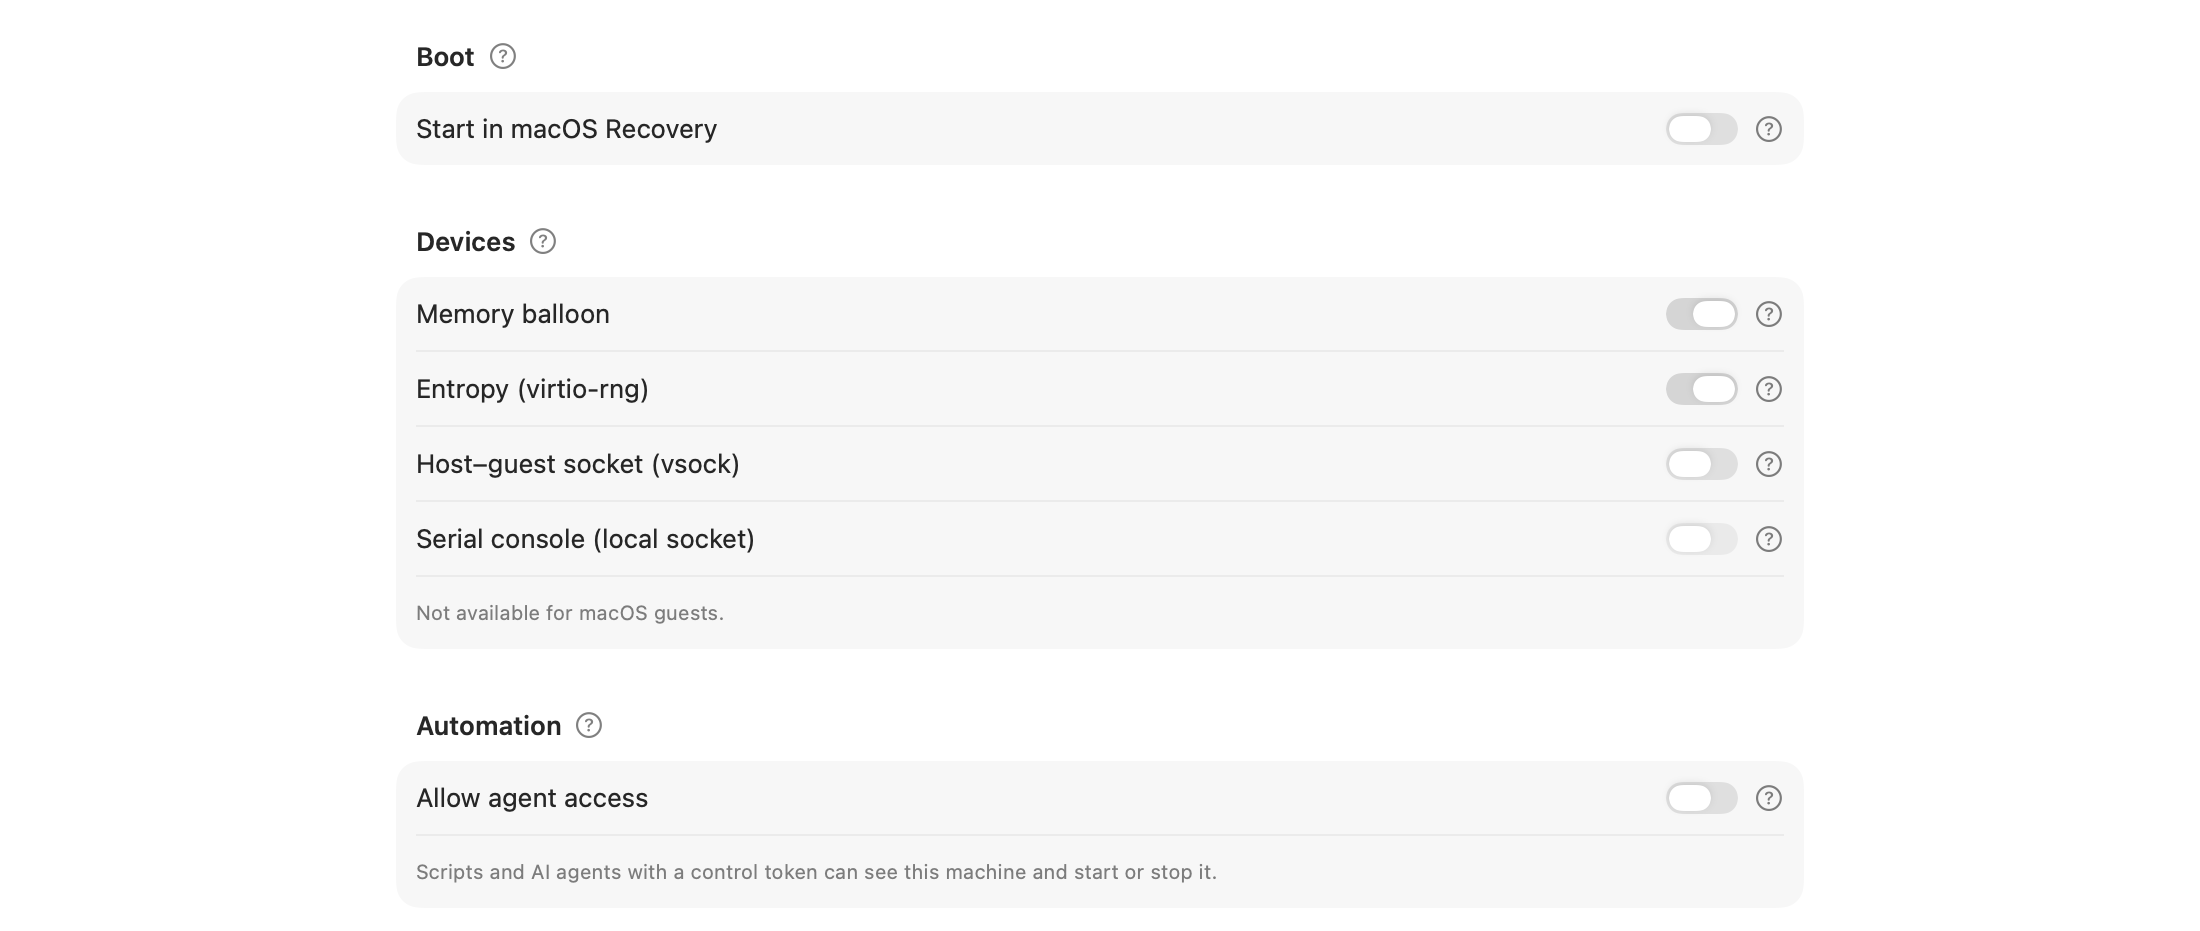 Boot ?
Start in macOS Recovery ?
Devices ?
Memory balloon ?
Entropy (virtio-rng) ?
Host–guest socket (vsock) ?
Serial console (local socket) ?
Not available for macOS guests.
Automation ?
Allow agent access ?
Scripts and AI agents with a control token can see this machine and start or stop it.